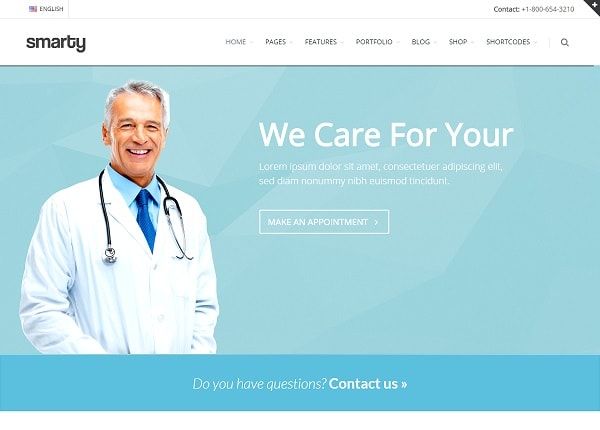 ENGLISH
Contact: +1-800-654-3210
smarty
HOME PAGES FEATURES PORTFOLIO BLOG SHOP SHORTCODES
We Care For Your
Lorem ipsum dolor sit amet, consectetuer adipiscing elit,
sed diam nonummy nibh euismod tincidunt.
MAKE AN APPOINTMENT >
Do you have questions? Contact us »